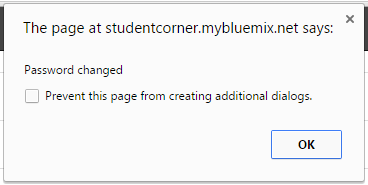 The page at studentcorner.mybluemix.net says:
Password changed
Prevent this page from creating additional dialogs.
OK